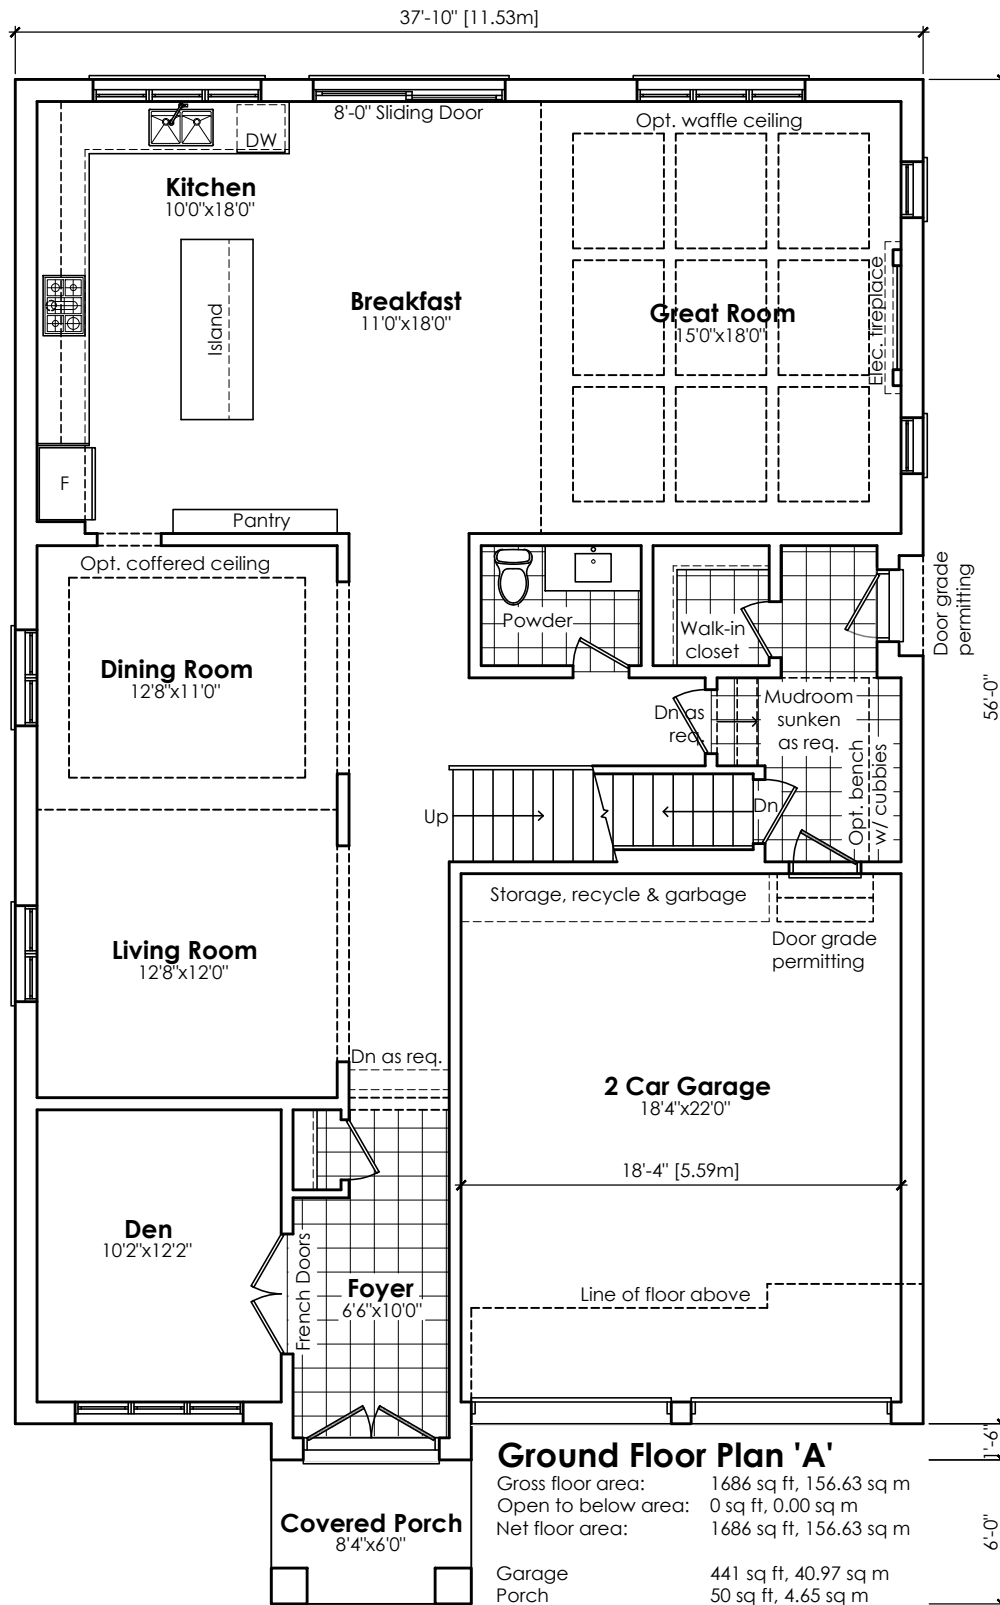 37'-10" [11.53m]
8'-0" Sliding Door
Opt. waffle ceiling
DW
Kitchen
10'0"x18'0"
Island
Breakfast
11'0"x18'0"
Great Room
15'0"x18'0"
Elec. fireplace
F
Pantry
Opt. coffered ceiling
Dining Room
12'8"x11'0"
Powder
Walk-in
closet
Door grade
permitting
56'-0"
Dn as
req.
Mudroom
sunken
as req.
Opt. bench
w/ cubbies
Up
Dn
Storage, recycle & garbage
Door grade
permitting
Living Room
12'8"x12'0"
Dn as req.
2 Car Garage
18'4"x22'0"
18'-4" [5.59m]
Den
10'2"x12'2"
French Doors
Foyer
6'6"x10'0"
Line of floor above
1'-6"
Ground Floor Plan 'A'
Gross floor area: 1686 sq ft, 156.63 sq m
Open to below area: 0 sq ft, 0.00 sq m
Net floor area: 1686 sq ft, 156.63 sq m
Covered Porch
8'4"x6'0"
6'-0"
Garage 441 sq ft, 40.97 sq m
Porch 50 sq ft, 4.65 sq m